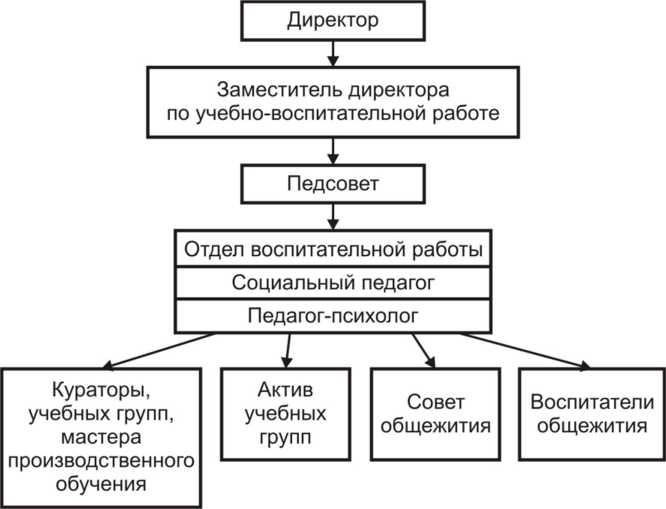 Директор
Заместитель директора
по учебно-воспитательной работе
Педсовет
Отдел воспитательной работы
Социальный педагог
Педагог-психолог
Кураторы,
учебных групп,
мастера
производственного
обучения
Актив
учебных
групп
Совет
общежития
Воспитатели
общежития